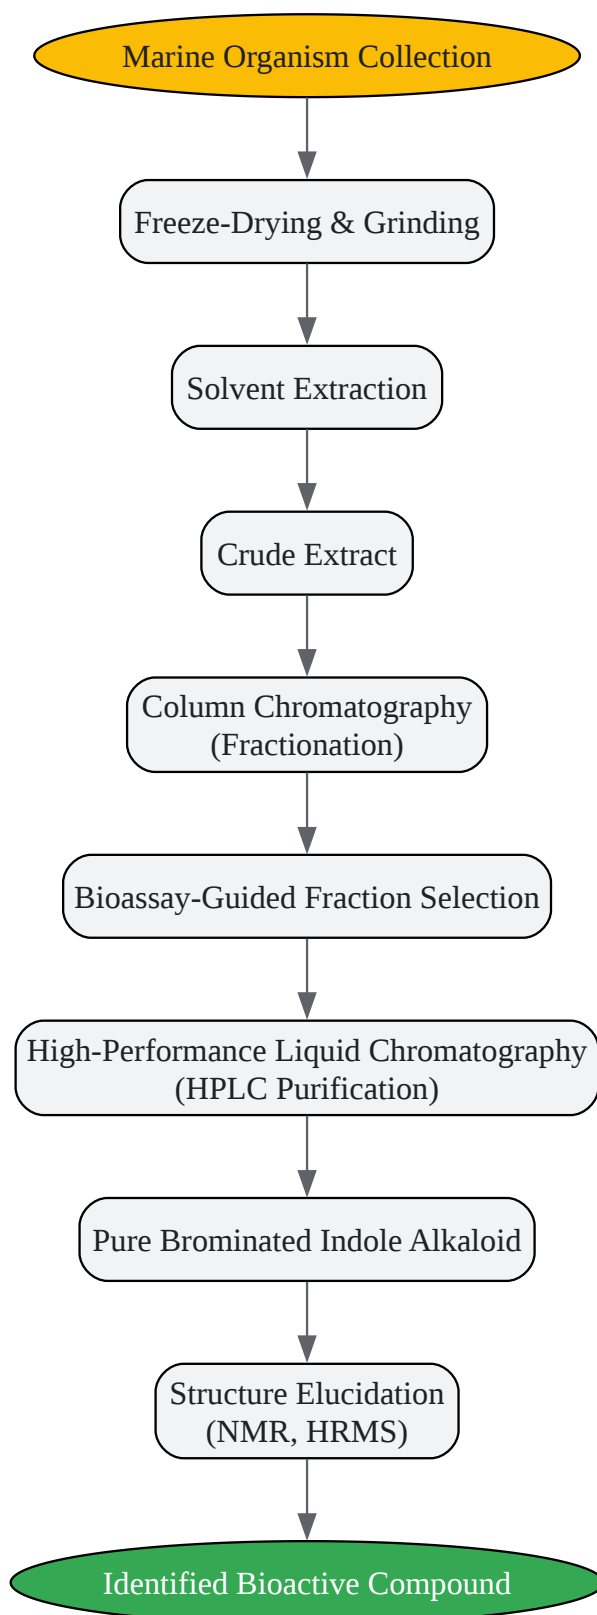 Marine Organism Collection
Freeze-Drying & Grinding
Solvent Extraction
Crude Extract
Column Chromatography
(Fractionation)
Bioassay-Guided Fraction Selection
High-Performance Liquid Chromatography
(HPLC Purification)
Pure Brominated Indole Alkaloid
Structure Elucidation
(NMR, HRMS)
Identified Bioactive Compound